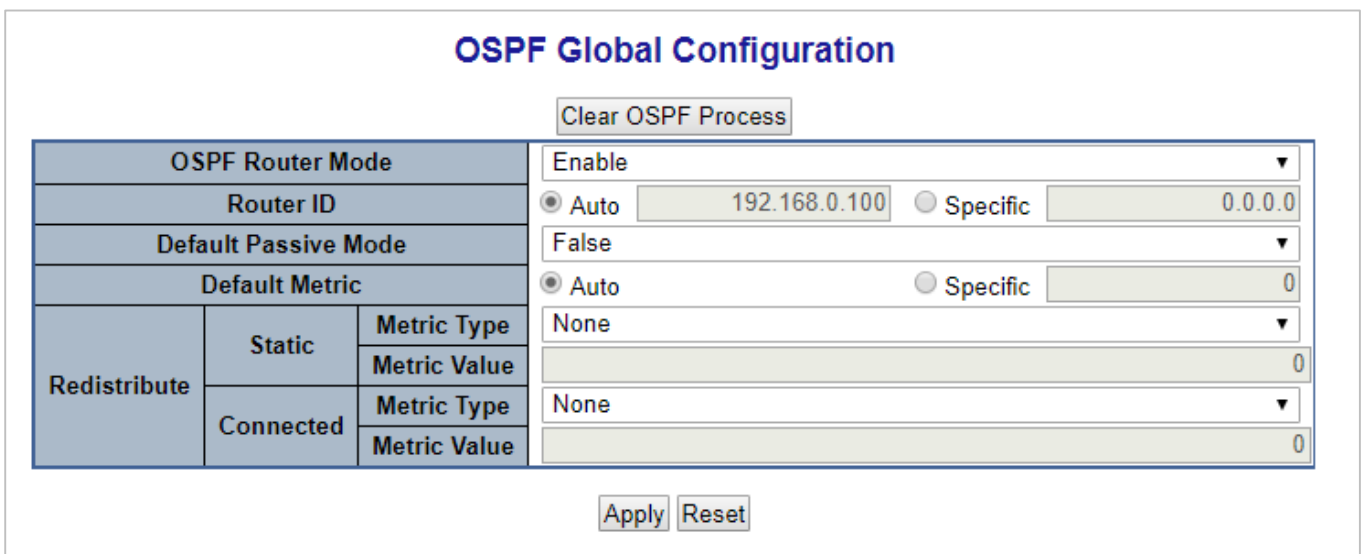 OSPF Global Configuration
Clear OSPF Process
OSPF Router Mode Enable
Router ID Auto 192.168.0.100 Specific 0.0.0.0
Default Passive Mode False
Default Metric Auto Specific 0
Redistribute Static Metric Type None
Metric Value 0
Connected Metric Type None
Metric Value 0
Apply Reset